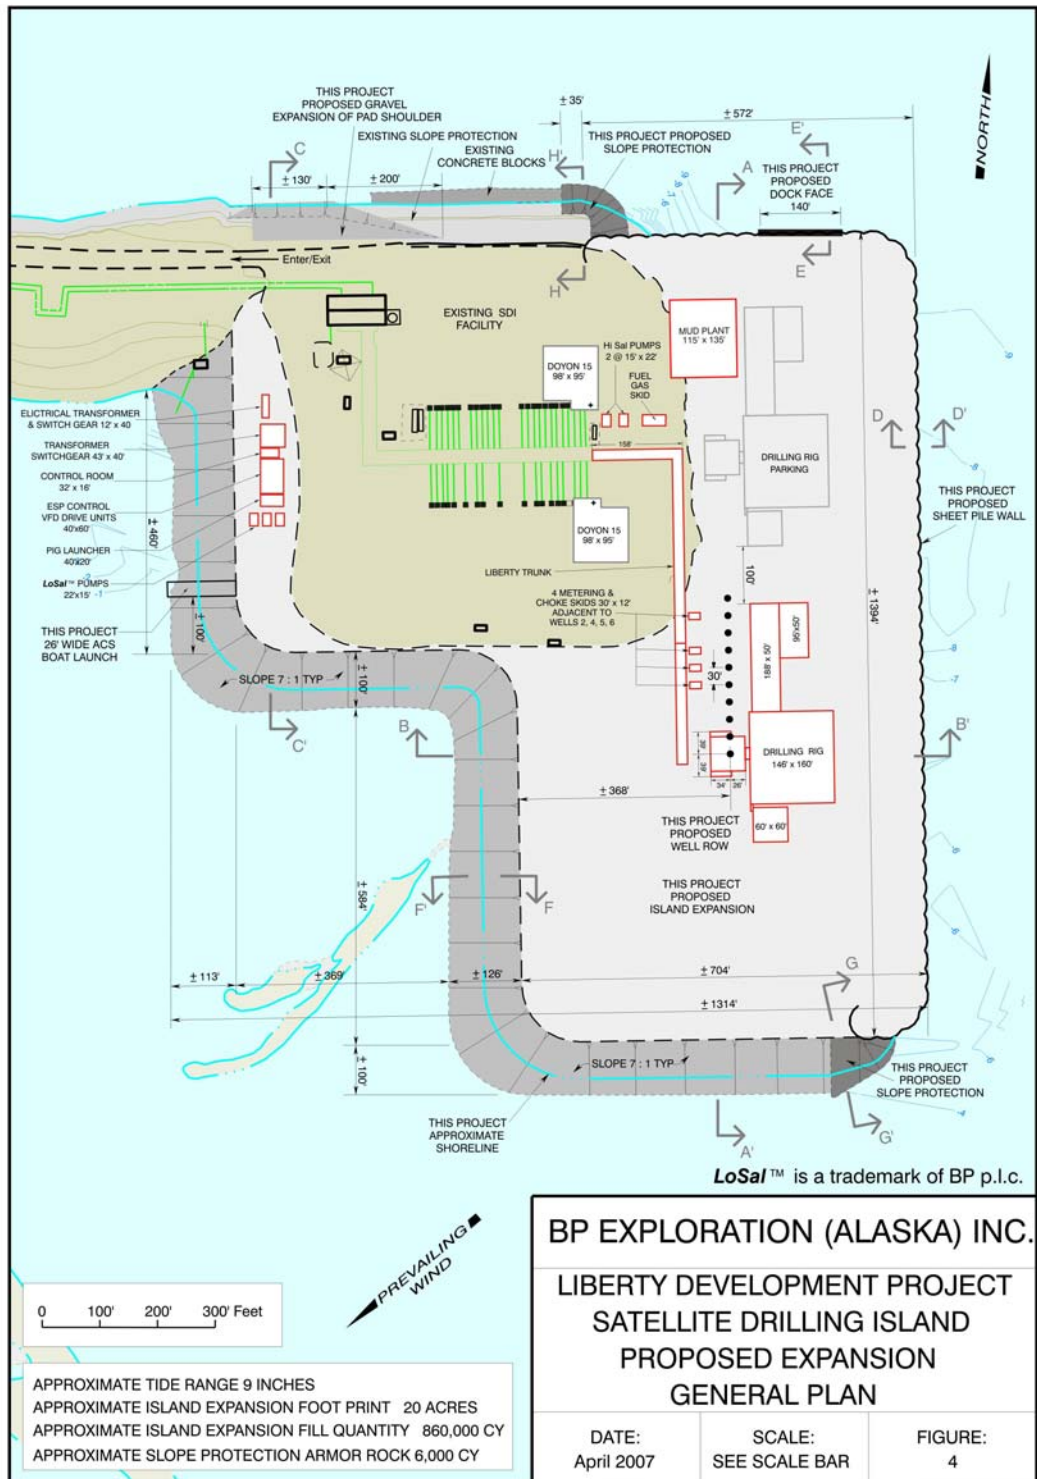 THIS PROJECT
PROPOSED GRAVEL
EXPANSION OF PAD SHOULDER
EXISTING SLOPE PROTECTION
EXISTING
CONCRETE BLOCKS
± 35'
± 572'
THIS PROJECT PROPOSED
SLOPE PROTECTION
NORTH
C
H'
E'
A
± 130'
± 200'
THIS PROJECT
PROPOSED
DOCK FACE
140'
Enter/Exit
H
E
EXISTING SDI
FACILITY
MUD PLANT
115' x 135'
Hi Sal PUMPS
2 @ 15' x 22'
DOYON 15
98' x 95'
FUEL
GAS
SKID
158'
DRILLING RIG
PARKING
D
D'
THIS PROJECT
PROPOSED
SHEET PILE WALL
ELICTRICAL TRANSFORMER
& SWITCH GEAR 12' x 40
TRANSFORMER
SWITCHGEAR 43' x 40'
CONTROL ROOM
32' x 16'
ESP CONTROL
VFD DRIVE UNITS
40'x60'
PIG LAUNCHER
40'x20'
LoSal™ PUMPS
22'x15'
-1
± 460'
DOYON 15
98' x 95'
LIBERTY TRUNK
4 METERING &
CHOKE SKIDS 30' x 12'
ADJACENT TO
WELLS 2, 4, 5, 6
100'
± 1394'
THIS PROJECT
26' WIDE ACS
BOAT LAUNCH
± 100'
SLOPE 7 : 1 TYP
± 100'
30'
188' x 50'
95'x50'
C'
B
B'
39'
39'
34'
26'
DRILLING RIG
146' x 160'
± 368'
60' x 60'
THIS PROJECT
PROPOSED
WELL ROW
THIS PROJECT
PROPOSED
ISLAND EXPANSION
± 584'
F'
F
± 113'
± 369'
± 126'
± 704'
G
± 1314'
± 100'
SLOPE 7 : 1 TYP
THIS PROJECT
PROPOSED
SLOPE PROTECTION
THIS PROJECT
APPROXIMATE
SHORELINE
A'
G'
LoSal™ is a trademark of BP p.l.c.
PREVAILING
WIND
0 100' 200' 300' Feet
APPROXIMATE TIDE RANGE 9 INCHES
APPROXIMATE ISLAND EXPANSION FOOT PRINT 20 ACRES
APPROXIMATE ISLAND EXPANSION FILL QUANTITY 860,000 CY
APPROXIMATE SLOPE PROTECTION ARMOR ROCK 6,000 CY
BP EXPLORATION (ALASKA) INC.
LIBERTY DEVELOPMENT PROJECT
SATELLITE DRILLING ISLAND
PROPOSED EXPANSION
GENERAL PLAN
DATE:
April 2007
SCALE:
SEE SCALE BAR
FIGURE:
4